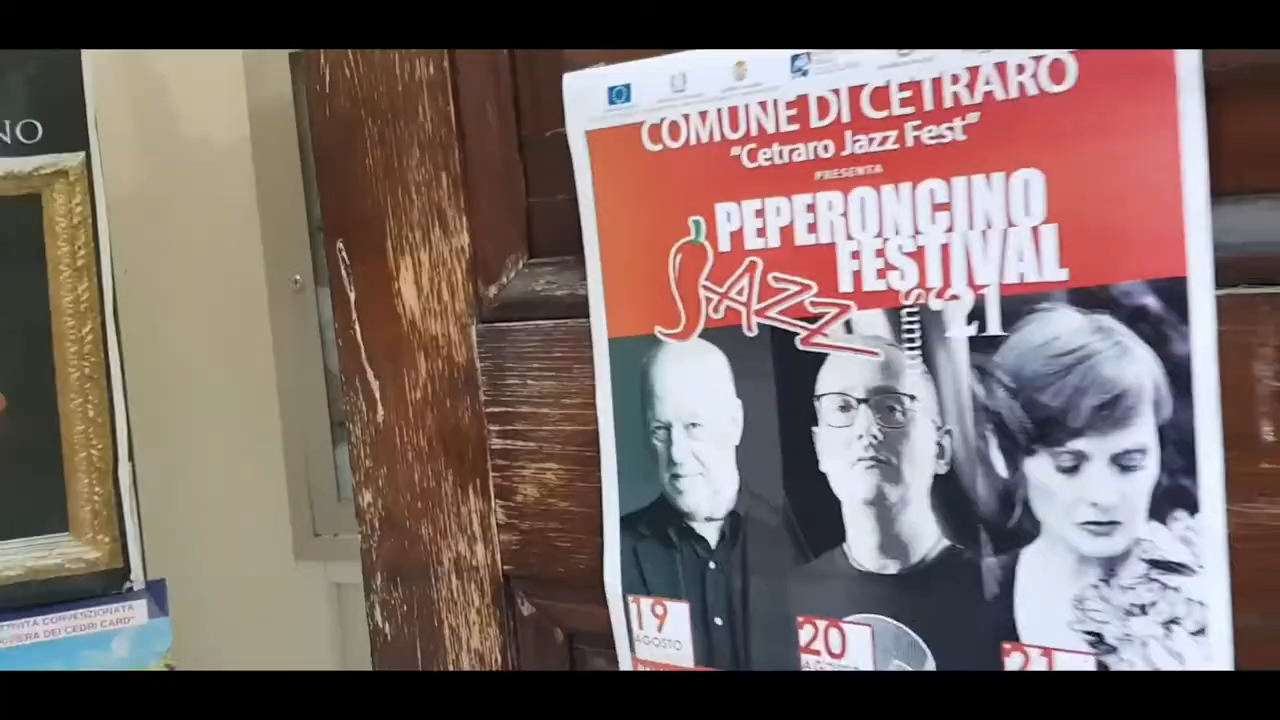 NO
COMUNE DI CETRARO
"Cetraro Jazz Fest"
PRESENTA
PEPERONCINO
JAZZ
FESTIVAL
'21
19
AGOSTO
20
21
CONVENZIONATA
DEI CEDRI CARD"